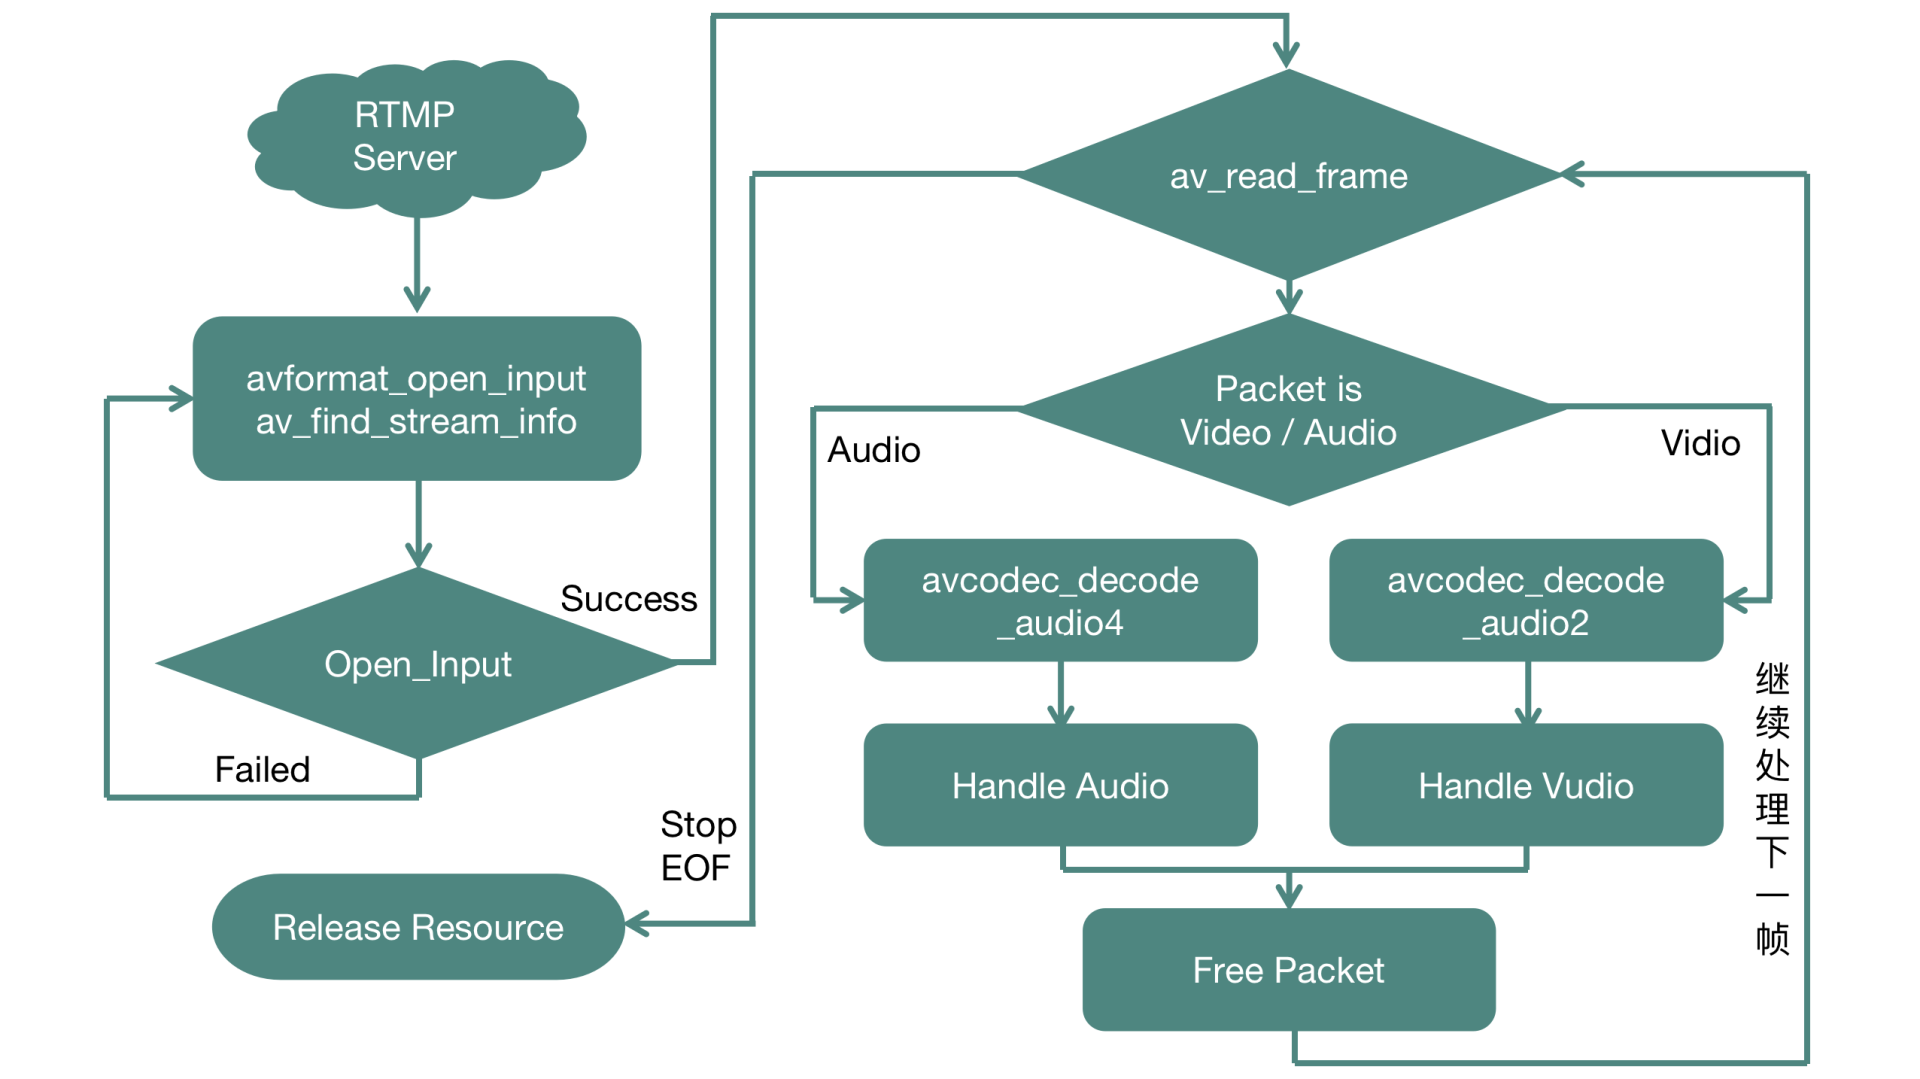 RTMP
Server
avformat_open_input
av_find_stream_info
Open_Input
Success
Failed
Stop
EOF
Release Resource
av_read_frame
Packet is
Video / Audio
Audio
Vidio
avcodec_decode
_audio4
avcodec_decode
_audio2
Handle Audio
Handle Vudio
Free Packet
继续处理下一帧